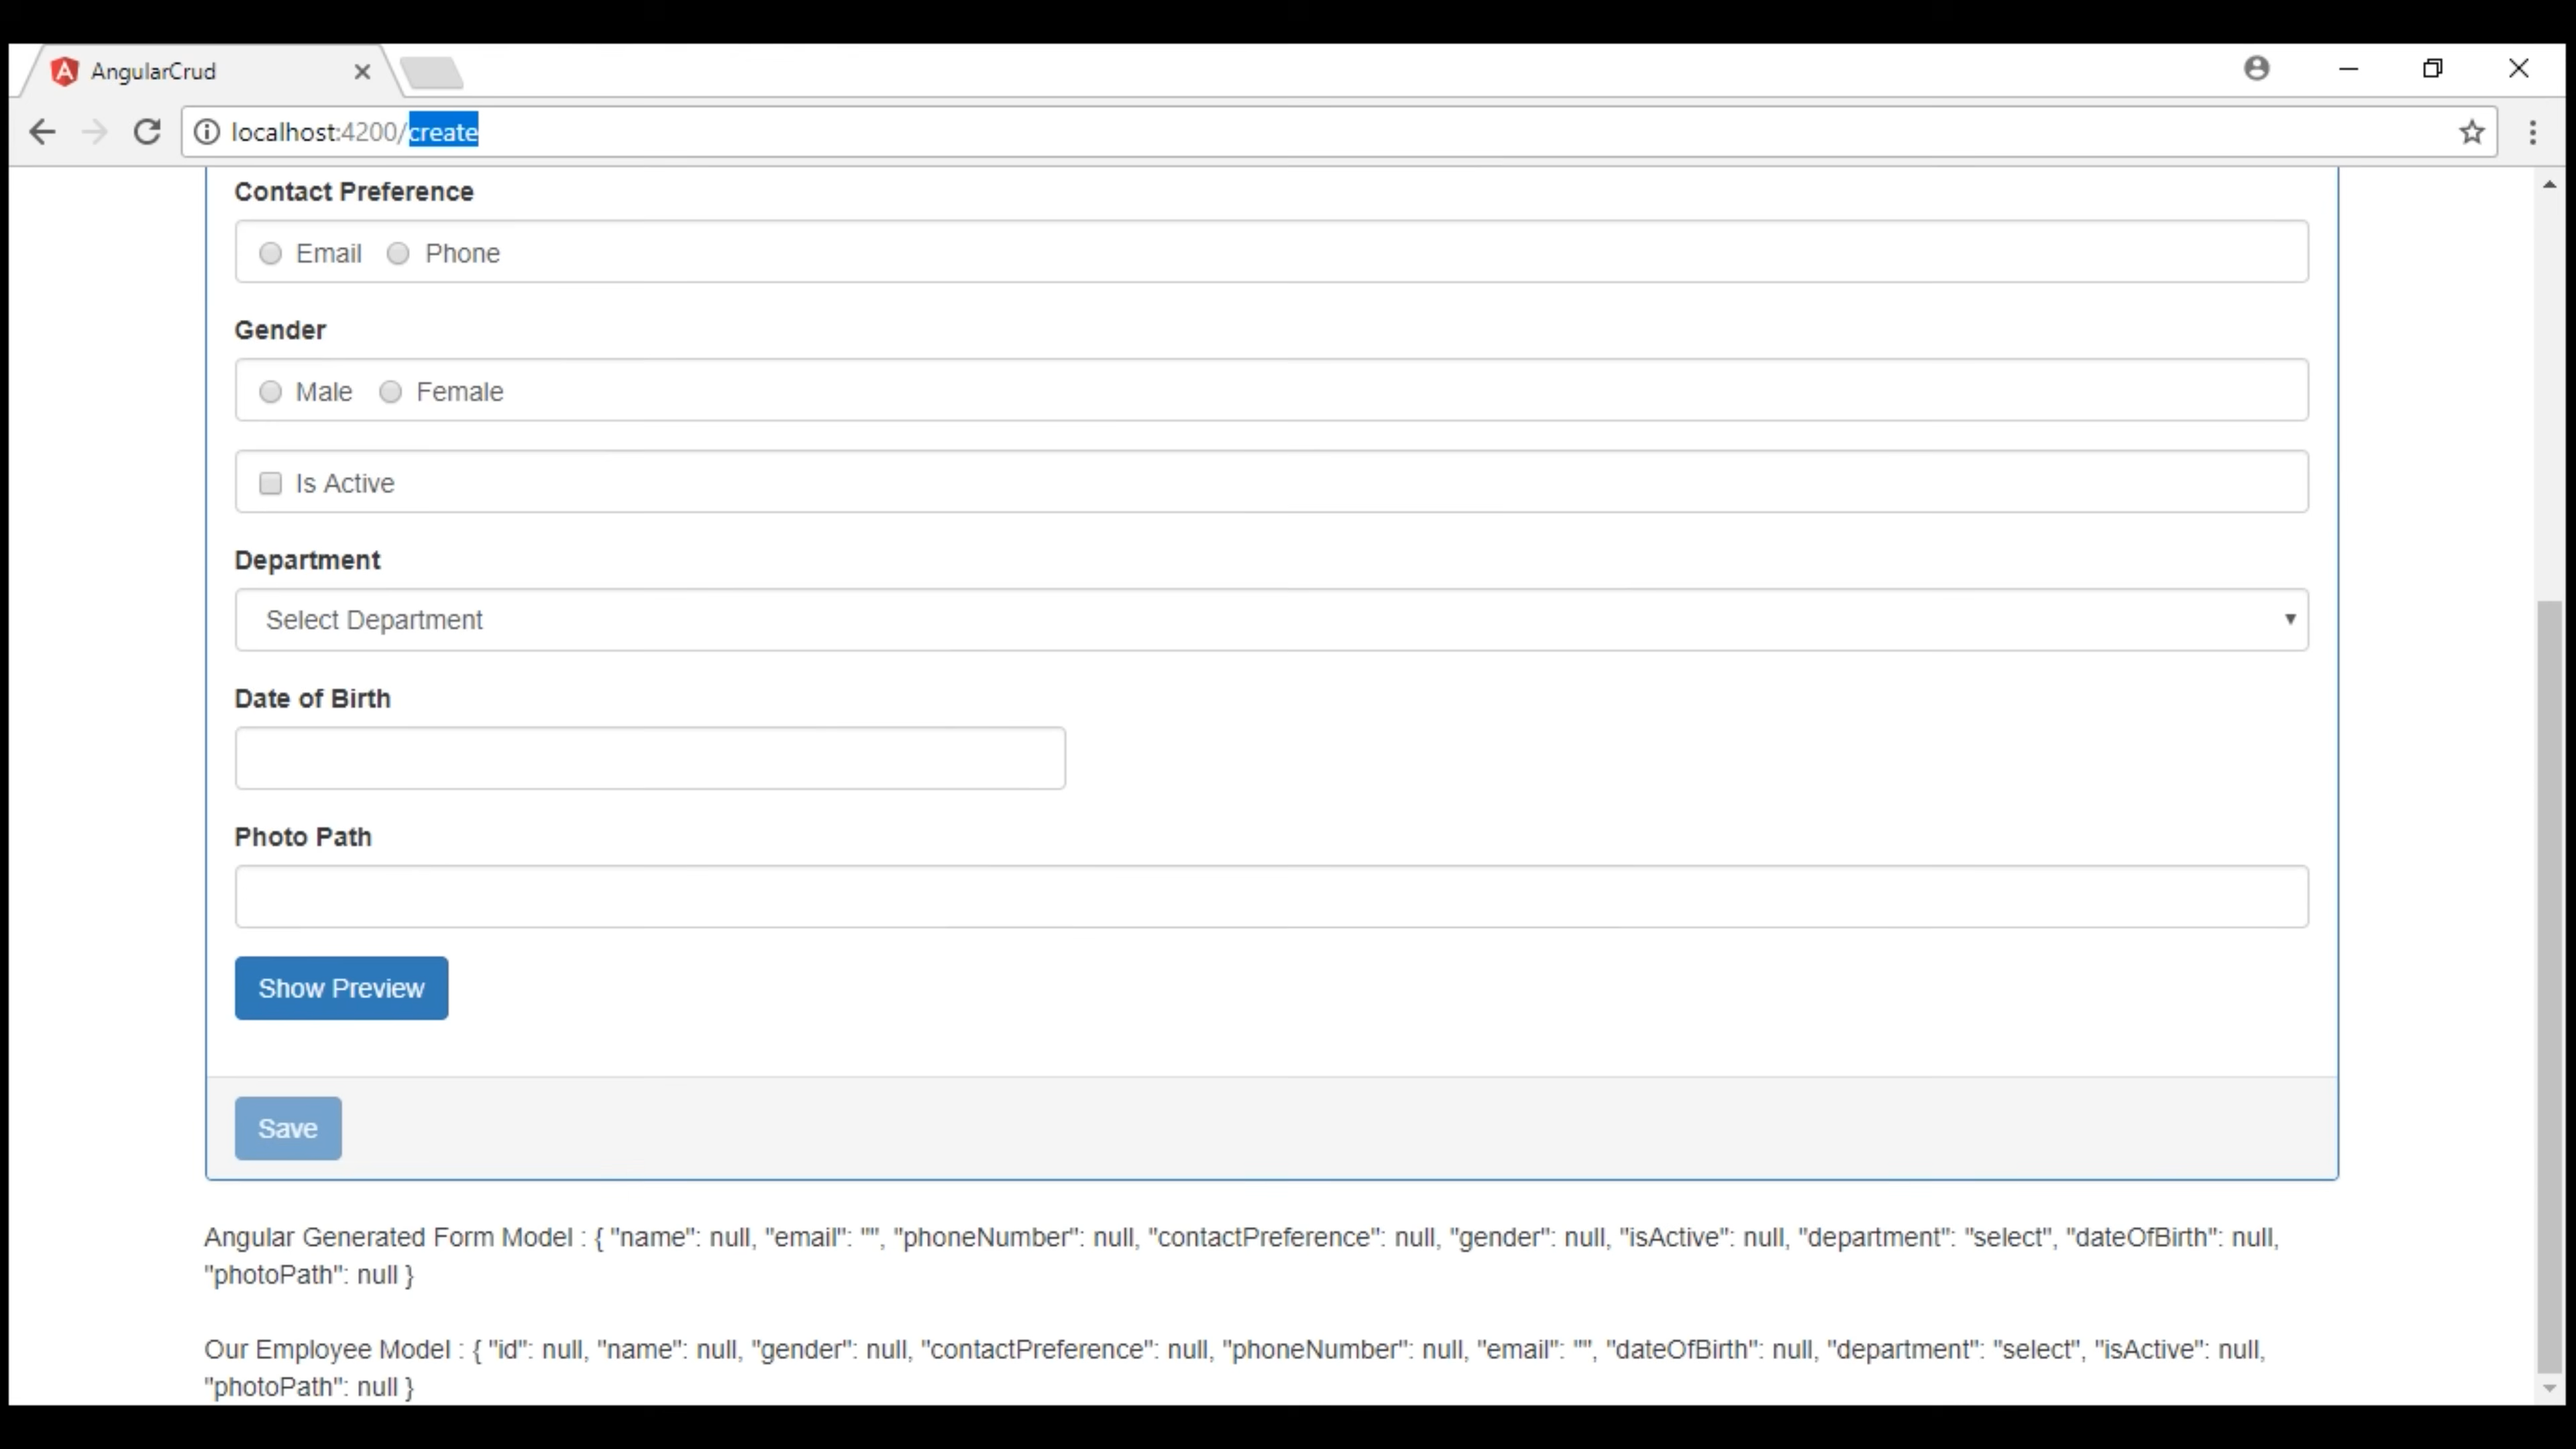 AngularCrud
localhost:4200/create
Contact Preference
Email Phone
Gender
Male Female
Is Active
Department
Select Department
Date of Birth
Photo Path
Show Preview
Save
Angular Generated Form Model : { "name": null, "email": "", "phoneNumber": null, "contactPreference": null, "gender": null, "isActive": null, "department": "select", "dateOfBirth": null,
"photoPath": null }
Our Employee Model : { "id": null, "name": null, "gender": null, "contactPreference": null, "phoneNumber": null, "email": "", "dateOfBirth": null, "department": "select", "isActive": null,
"photoPath": null }